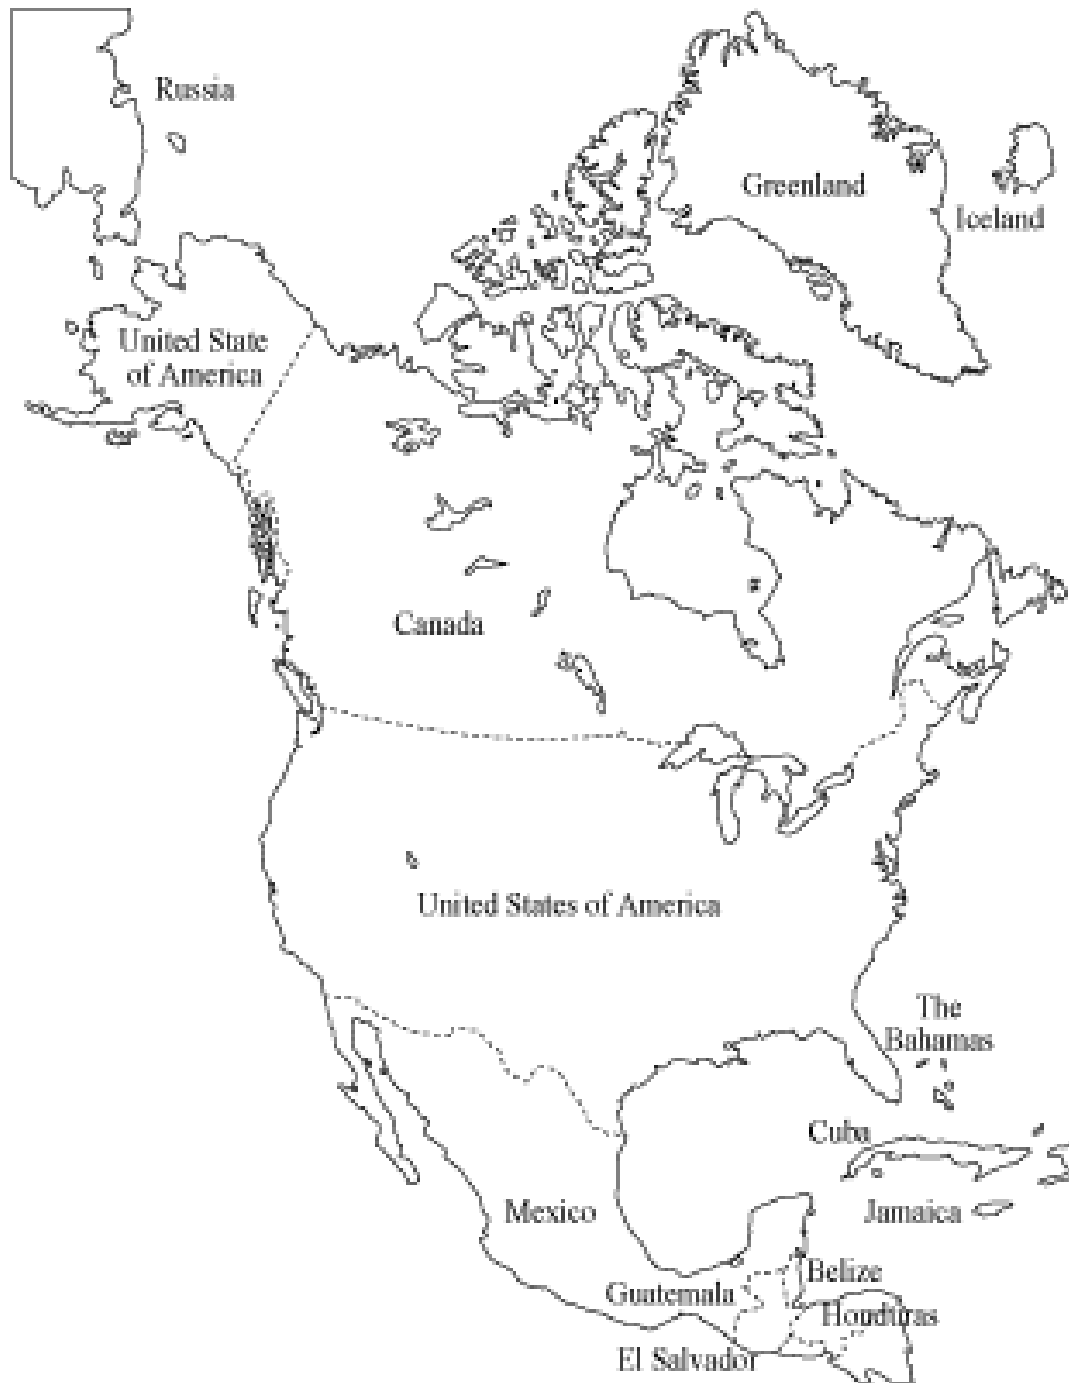 Russia
Greenland
Iceland
United State
of America
Canada
United States of America
The
Bahamas
Cuba
Mexico
Jamaica
Belize
Guatemala
Honduras
El Salvador